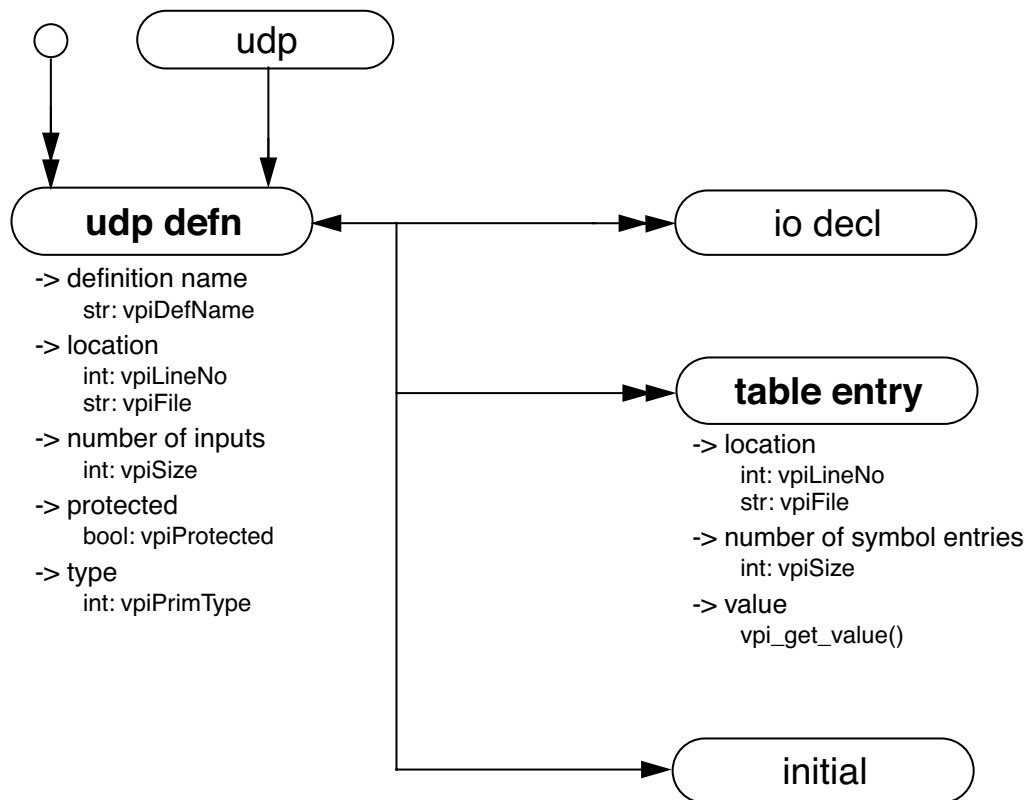 udp
udp defn
-> definition name
str: vpiDefName
-> location
int: vpiLineNo
str: vpiFile
-> number of inputs
int: vpiSize
-> protected
bool: vpiProtected
-> type
int: vpiPrimType
io decl
table entry
-> location
int: vpiLineNo
str: vpiFile
-> number of symbol entries
int: vpiSize
-> value
vpi_get_value()
initial